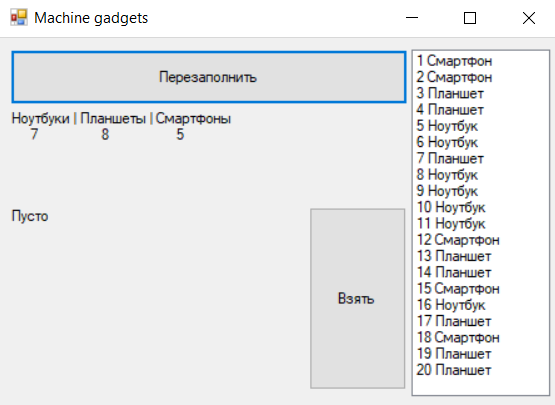 Machine gadgets
Перезаполнить
Ноутбуки | Планшеты | Смартфоны
7 8 5
Пусто
Взять
1 Смартфон
2 Смартфон
3 Планшет
4 Планшет
5 Ноутбук
6 Ноутбук
7 Планшет
8 Ноутбук
9 Ноутбук
10 Ноутбук
11 Ноутбук
12 Смартфон
13 Планшет
14 Планшет
15 Смартфон
16 Ноутбук
17 Планшет
18 Смартфон
19 Планшет
20 Планшет